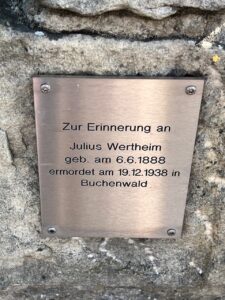 Zur Erinnerung an
Julius Wertheim
geb. am 6.6.1888
ermordet am 19.12.1938 in
Buchenwald